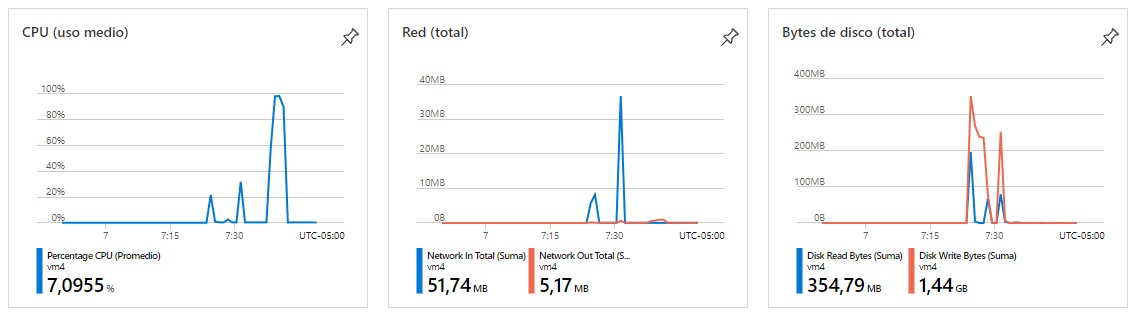 CPU (uso medio)
100%
80%
60%
40%
20%
0%
7
7:15
7:30
UTC-05:00
Percentage CPU (Promedio)
vm4
7,0955 %
Red (total)
40MB
30MB
20MB
10MB
0B
7
7:15
7:30
UTC-05:00
Network In Total (Suma)
vm4
51,74 MB
Network Out Total (S...
vm4
5,17 MB
Bytes de disco (total)
400MB
300MB
200MB
100MB
0B
7
7:15
7:30
UTC-05:00
Disk Read Bytes (Suma)
vm4
354,79 MB
Disk Write Bytes (Suma)
vm4
1,44 GB